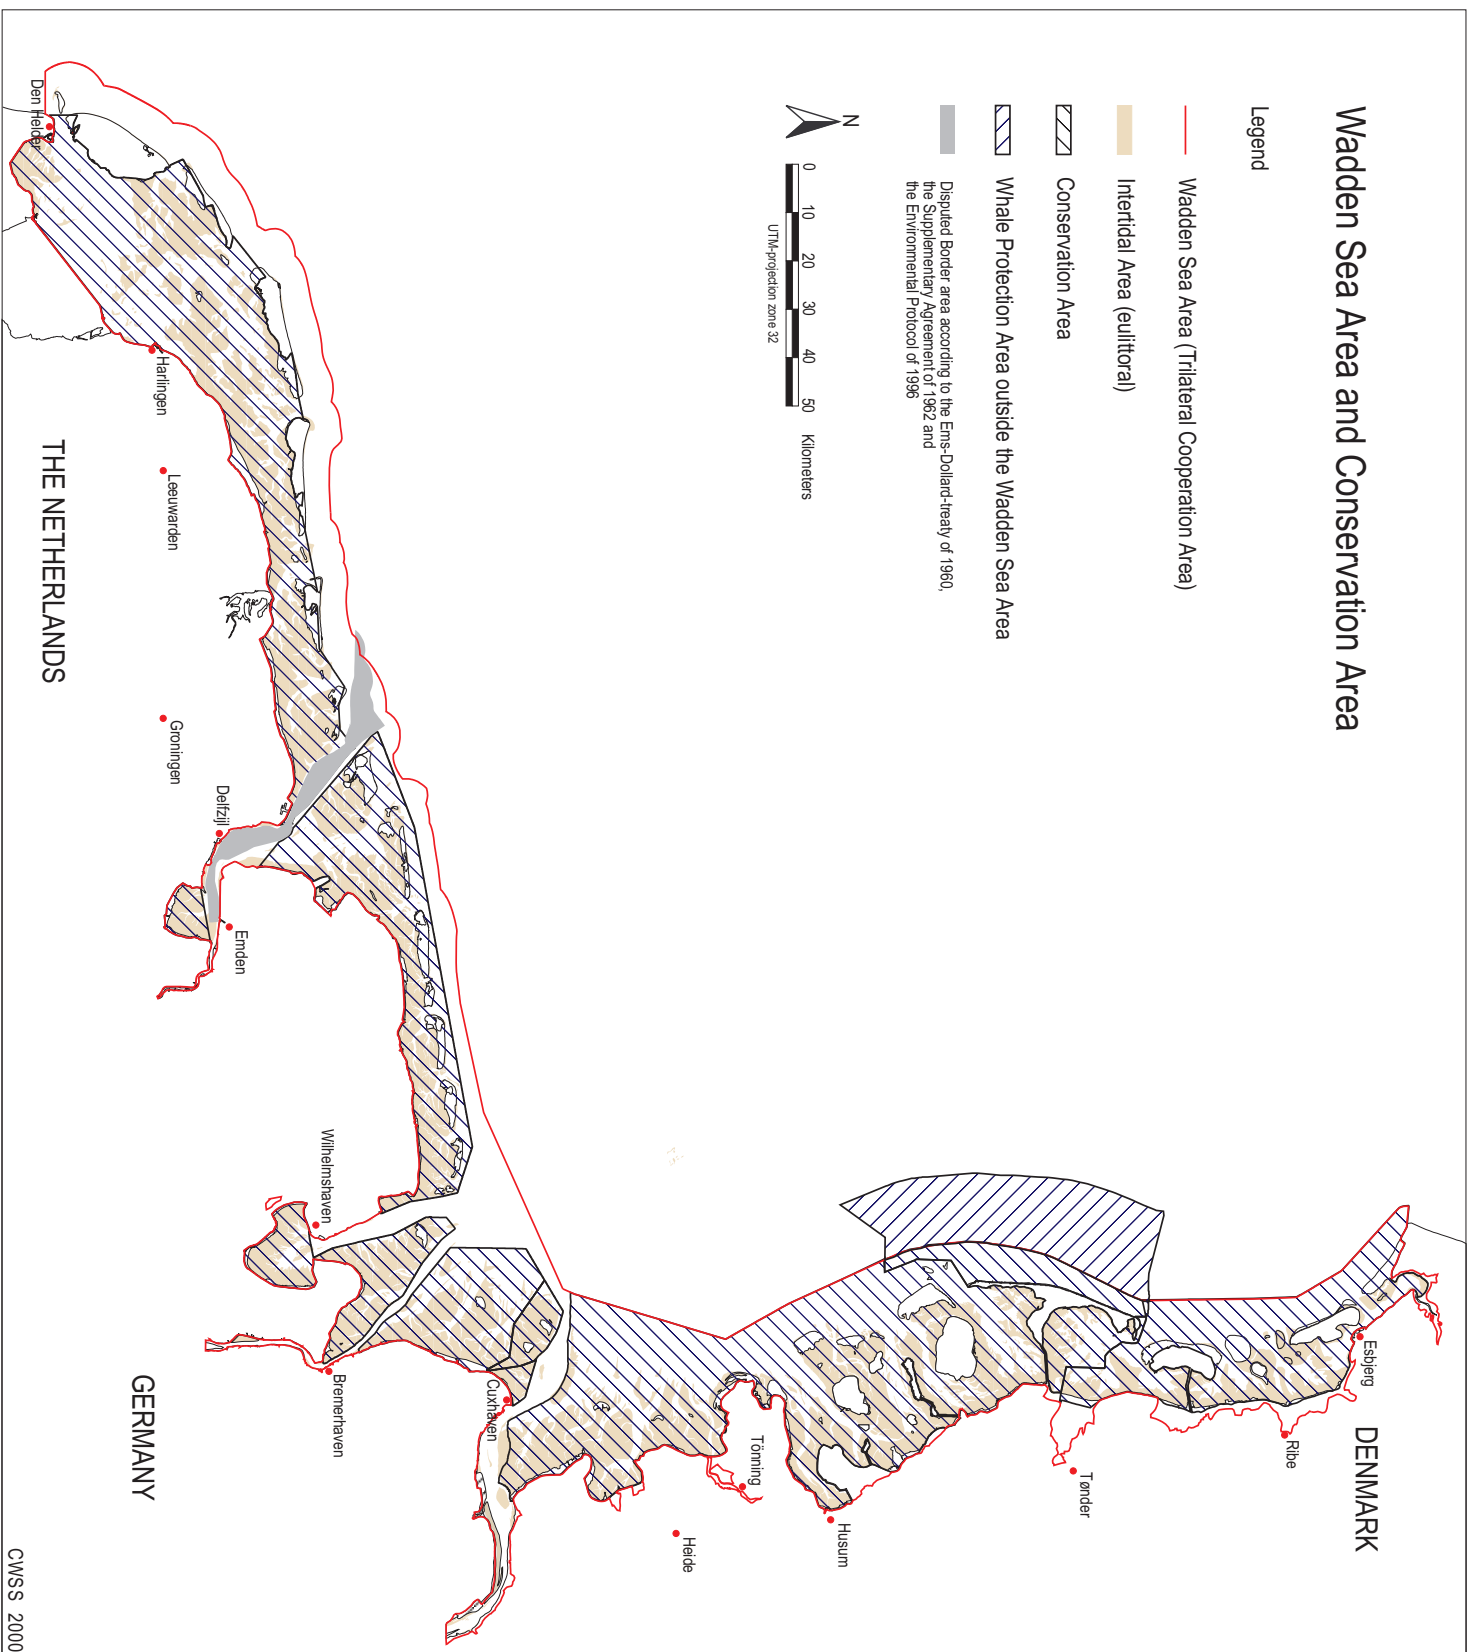 Wadden Sea Area and Conservation Area
Legend
Wadden Sea Area (Trilateral Cooperation Area)
Intertidal Area (eulittoral)
Conservation Area
Whale Protection Area outside the Wadden Sea Area
Disputed Border area according to the Ems-Dollard-treaty of 1960,
the Supplementary Agreement of 1962 and
the Environmental Protocol of 1996
N
0 10 20 30 40 50 Kilometers
UTM-projection zone 32
DENMARK
Esbjerg
Ribe
Tønder
Husum
Tönning
Heide
Cuxhaven
Bremerhaven
Wilhelmshaven
GERMANY
Emden
Delfzijl
Groningen
Leeuwarden
Harlingen
Den Helder
THE NETHERLANDS
CWSS 2000